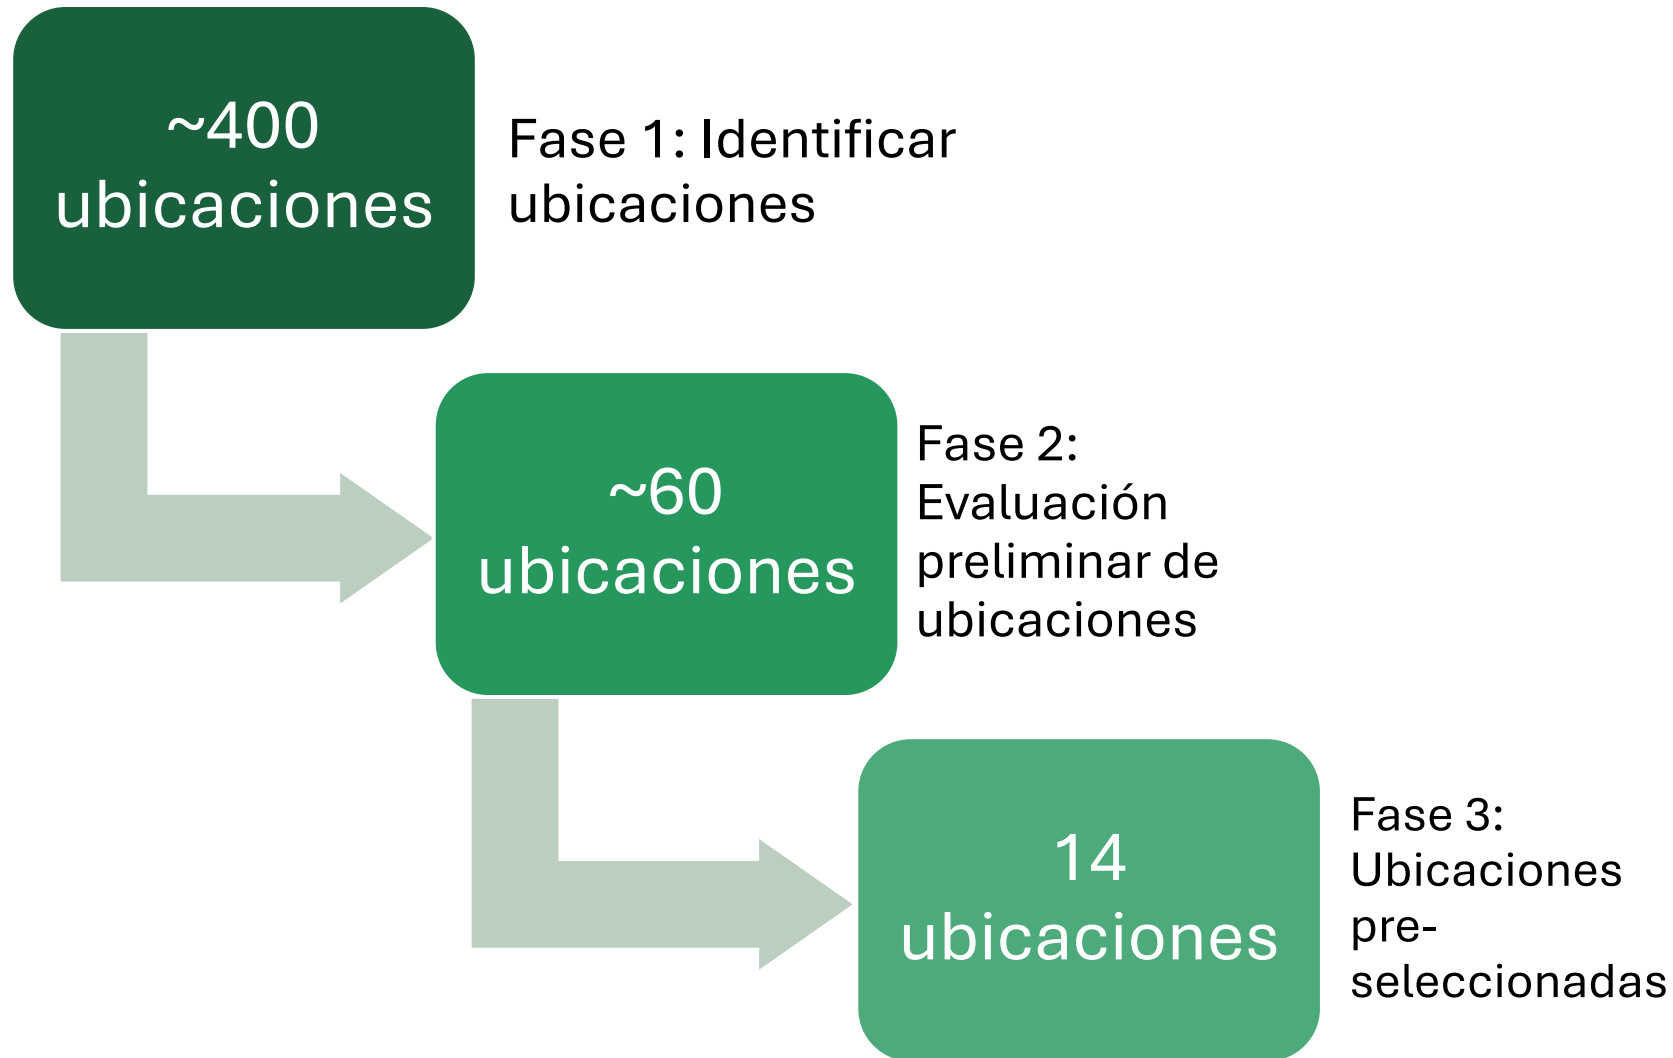 ~400
ubicaciones
Fase 1: Identificar
ubicaciones
~60
ubicaciones
Fase 2:
Evaluación
preliminar de
ubicaciones
14
ubicaciones
Fase 3:
Ubicaciones
pre-
seleccionadas